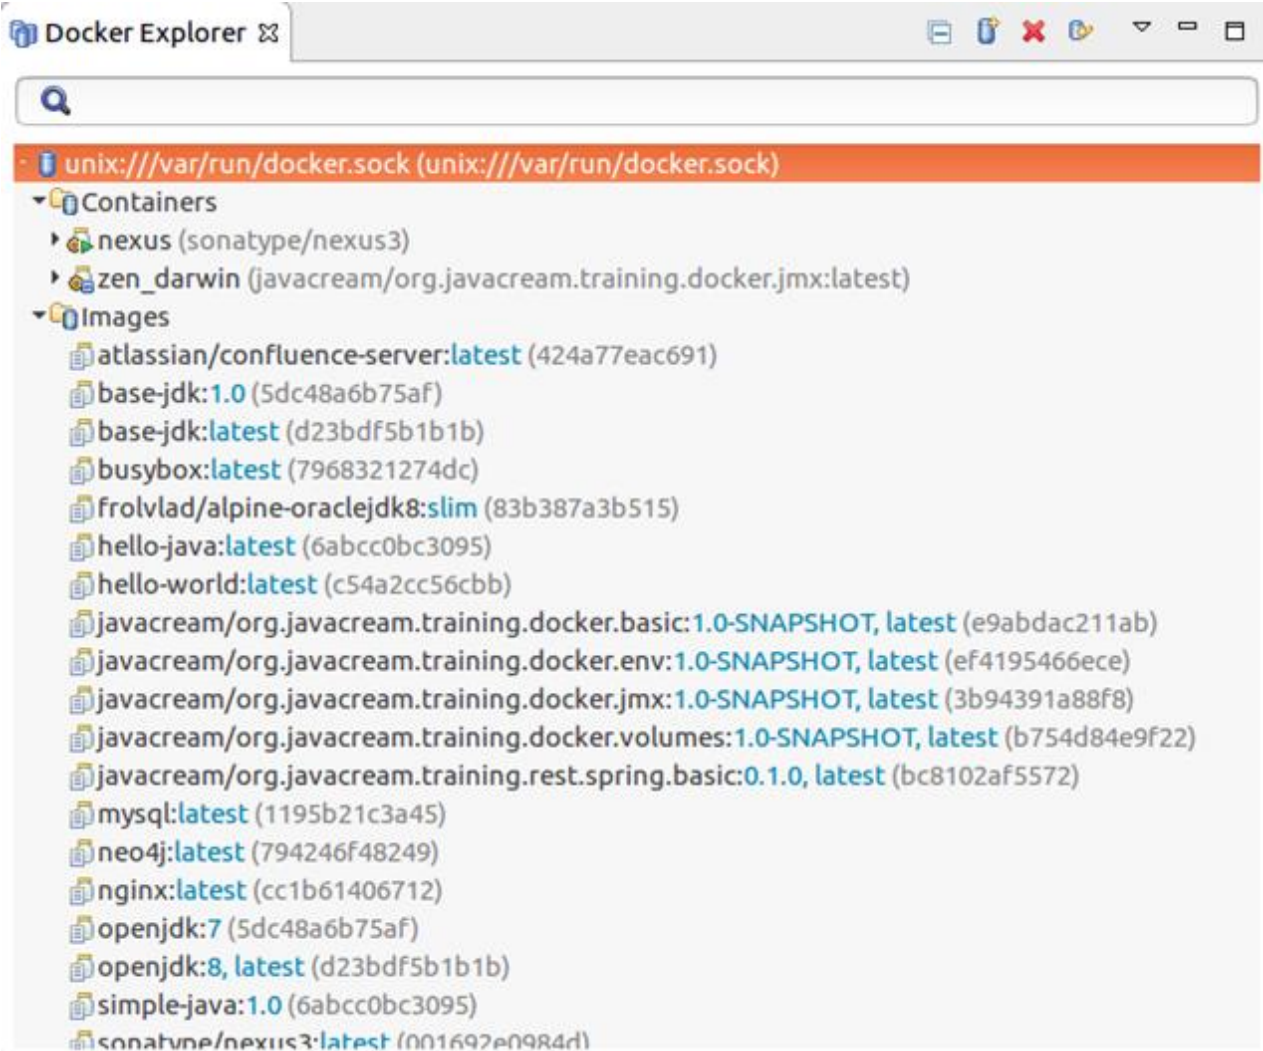 Docker Explorer
unix:///var/run/docker.sock (unix:///var/run/docker.sock)
Containers
nexus (sonatype/nexus3)
zen_darwin (javacream/org.javacream.training.docker.jmx:latest)
Images
atlassian/confluence-server:latest (424a77eac691)
base-jdk:1.0 (5dc48a6b75af)
base-jdk:latest (d23bdf5b1b1b)
busybox:latest (7968321274dc)
frolvlad/alpine-oraclejdk8:slim (83b387a3b515)
hello-java:latest (6abcc0bc3095)
hello-world:latest (c54a2cc56cbb)
javacream/org.javacream.training.docker.basic:1.0-SNAPSHOT, latest (e9abdac211ab)
javacream/org.javacream.training.docker.env:1.0-SNAPSHOT, latest (ef4195466ece)
javacream/org.javacream.training.docker.jmx:1.0-SNAPSHOT, latest (3b94391a88f8)
javacream/org.javacream.training.docker.volumes:1.0-SNAPSHOT, latest (b754d84e9f22)
javacream/org.javacream.training.rest.spring.basic:0.1.0, latest (bc8102af5572)
mysql:latest (1195b21c3a45)
neo4j:latest (794246f48249)
nginx:latest (cc1b61406712)
openjdk:7 (5dc48a6b75af)
openjdk:8, latest (d23bdf5b1b1b)
simple-java:1.0 (6abcc0bc3095)
sonatype/nexus3:latest (001692e0984d)